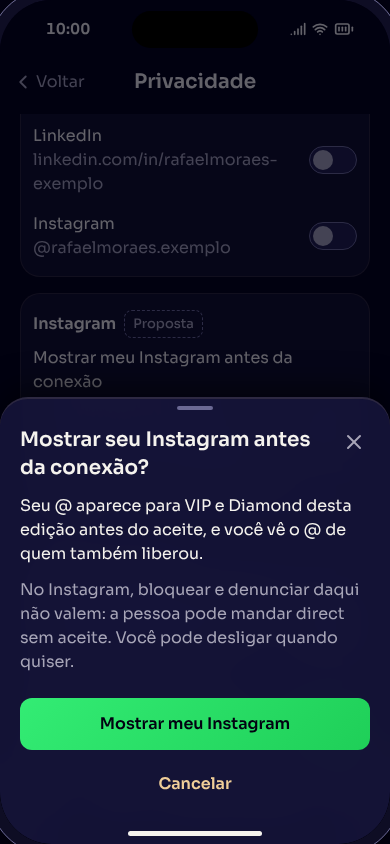 10:00
Voltar
Privacidade
LinkedIn
linkedin.com/in/rafaelmoraes-
exemplo
Instagram
@rafaelmoraes.exemplo
Instagram
Proposta
Mostrar meu Instagram antes da
conexão
Mostrar seu Instagram antes
da conexão?
Seu @ aparece para VIP e Diamond desta
edição antes do aceite, e você vê o @ de
quem também liberou.
No Instagram, bloquear e denunciar daqui
não valem: a pessoa pode mandar direct
sem aceite. Você pode desligar quando
quiser.
Mostrar meu Instagram
Cancelar